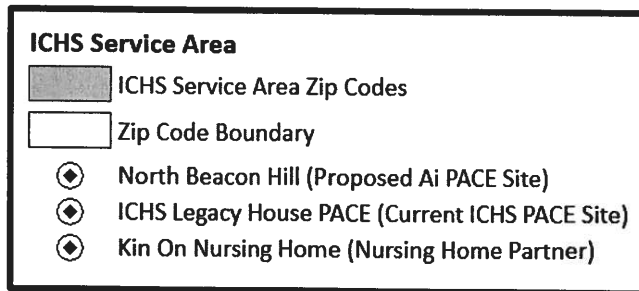 ICHS Service Area
ICHS Service Area Zip Codes
Zip Code Boundary
North Beacon Hill (Proposed Ai PACE Site)
ICHS Legacy House PACE (Current ICHS PACE Site)
Kin On Nursing Home (Nursing Home Partner)